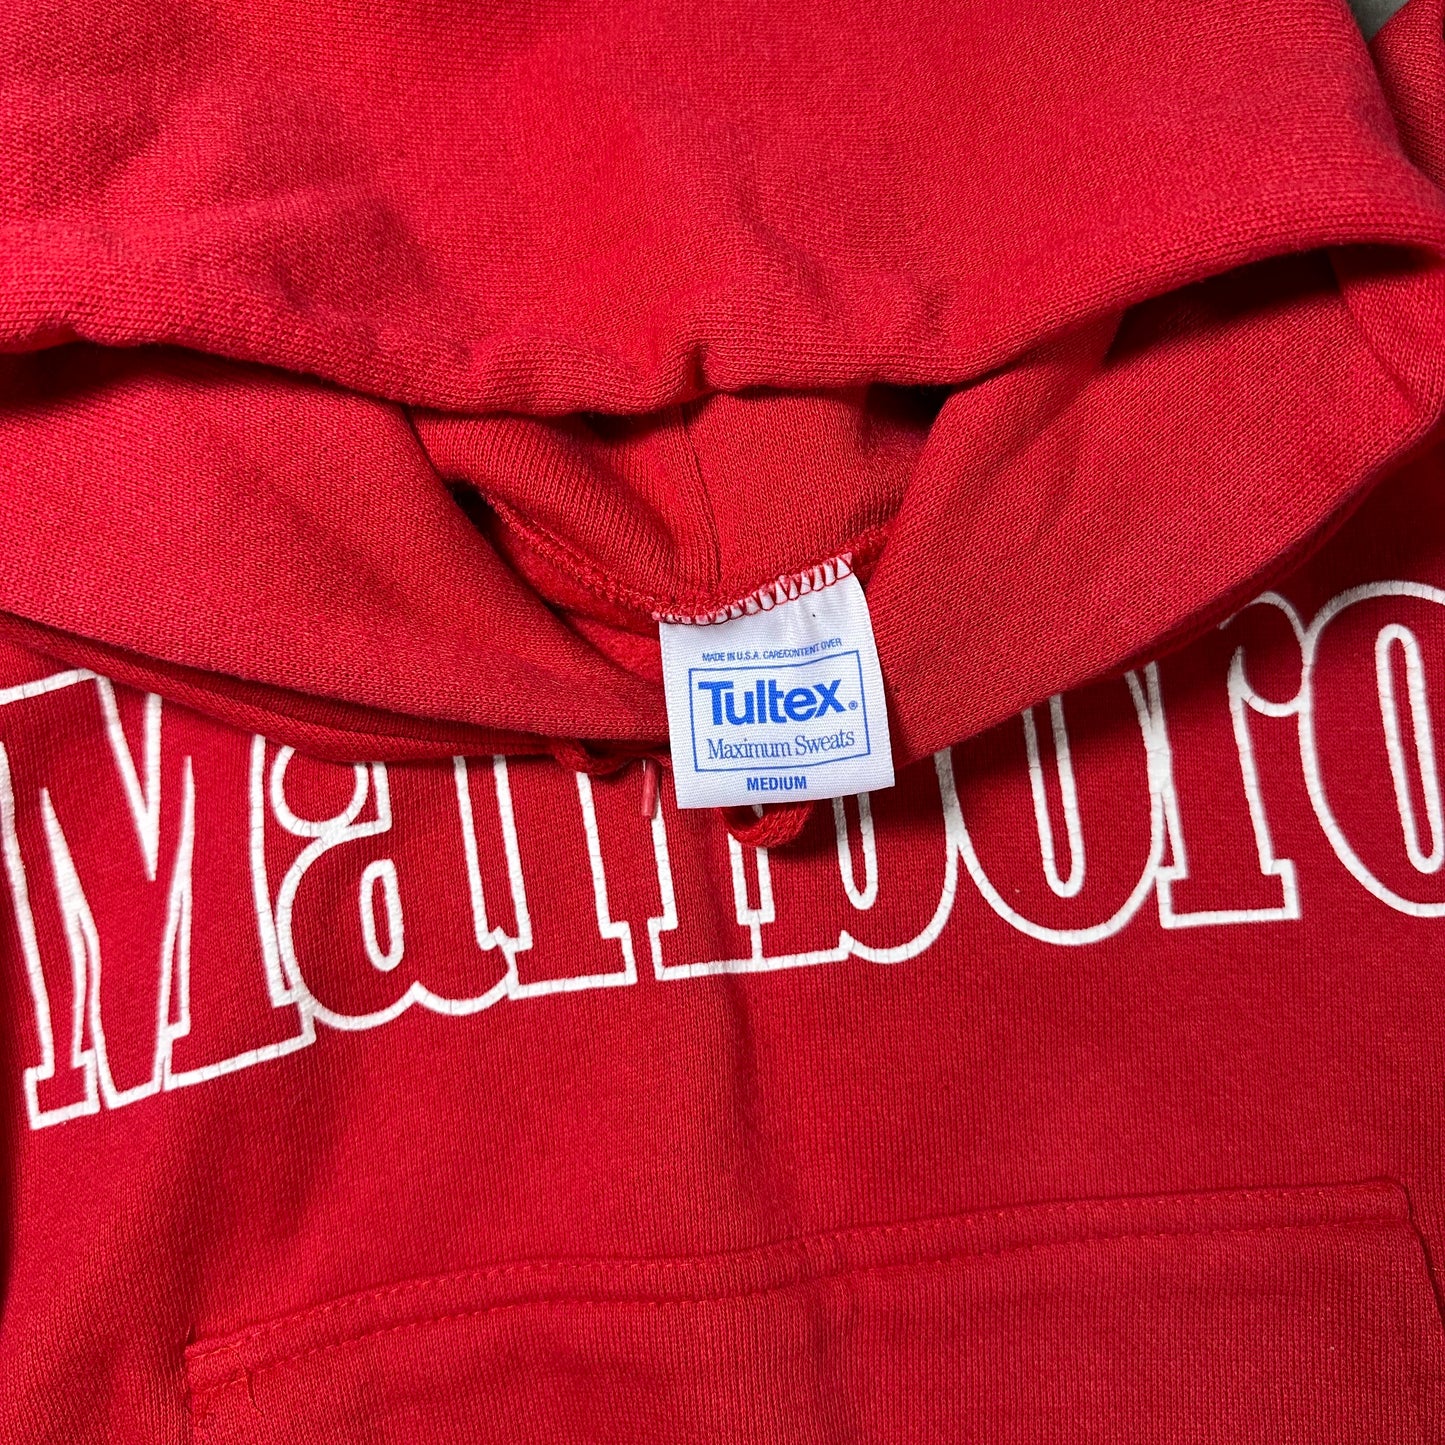 MADE IN U.S.A. CARE/CONTENT OVER
Tultex®
Maximum Sweats
MEDIUM
Marlboro